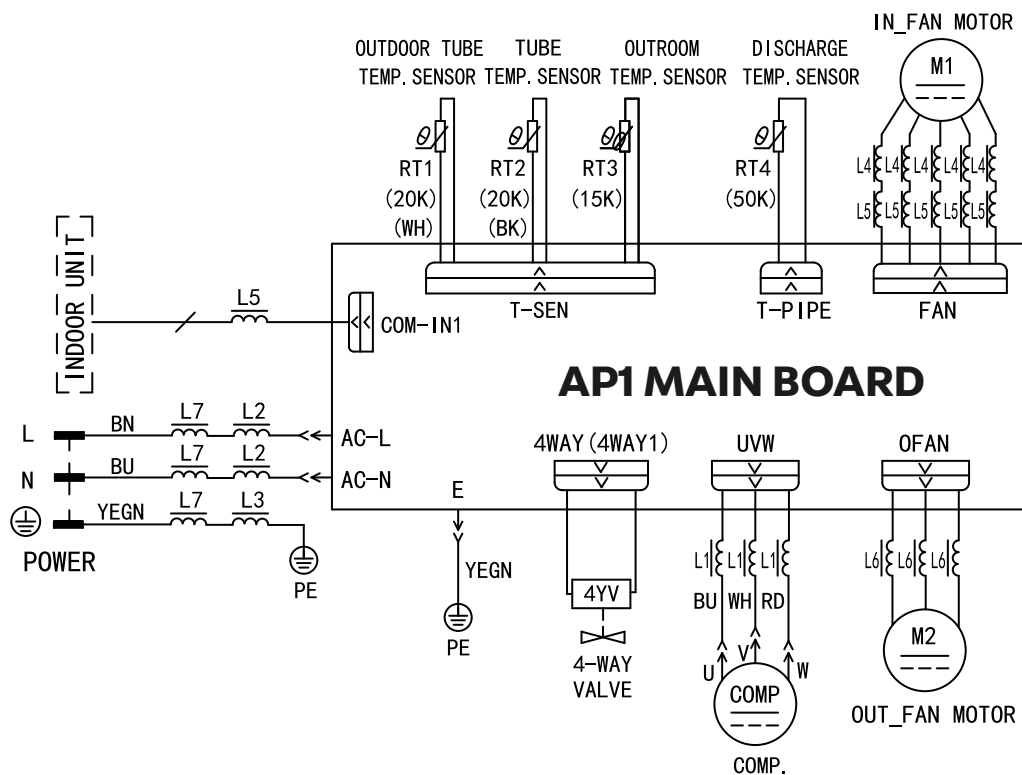 IN_FAN MOTOR
M1
OUTDOOR TUBE
TEMP. SENSOR
TUBE
TEMP. SENSOR
OUTROOM
TEMP. SENSOR
DISCHARGE
TEMP. SENSOR
RT1
(20K)
(WH)
RT2
(20K)
(BK)
RT3
(15K)
RT4
(50K)
L4 L4 L4 L4 L4
L5 L5 L5 L5 L5
T-SEN
T-PIPE
FAN
INDOOR UNIT
L5
COM-IN1
AP1 MAIN BOARD
L BN L7 L2 AC-L
N BU L7 L2 AC-N
YEGN L7 L3
POWER
PE
E
YEGN
PE
4WAY(4WAY1)
4YV
4-WAY
VALVE
UVW
L1 L1 L1
BU WH RD
U V W
COMP
COMP.
OFAN
L6 L6 L6
M2
OUT_FAN MOTOR